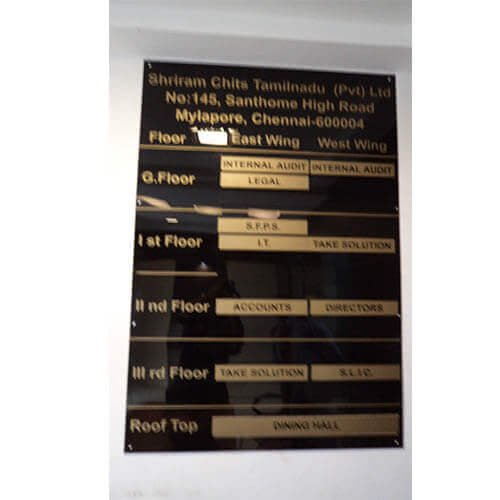 Shriram Chits Tamilnadu (Pvt) Ltd
No:145, Santhome High Road
Mylapore, Chennai-600004
Floor East Wing West Wing
INTERNAL AUDIT INTERNAL AUDIT
G.Floor LEGAL
S.F.P.S.
I st Floor I.T. TAKE SOLUTION
II nd Floor ACCOUNTS DIRECTORS
III rd Floor TAKE SOLUTION S.L.I.C.
Roof Top DINING HALL